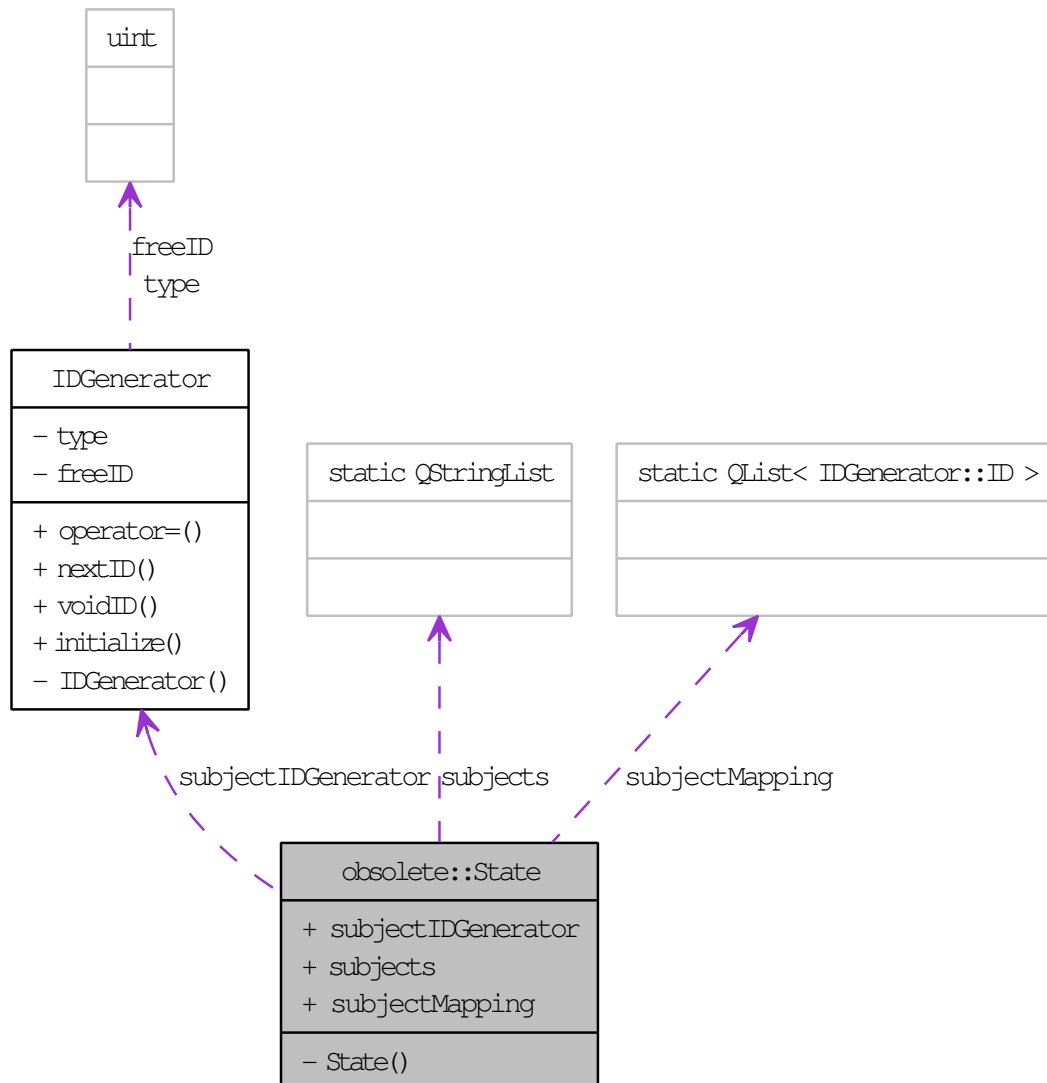 uint
freeID
type
IDGenerator
− type
− freeID
+ operator=()
+ nextID()
+ voidID()
+ initialize()
− IDGenerator()
static QStringList
static QList< IDGenerator::ID >
subjectIDGenerator
subjects
subjectMapping
obsolete::State
+ subjectIDGenerator
+ subjects
+ subjectMapping
− State()